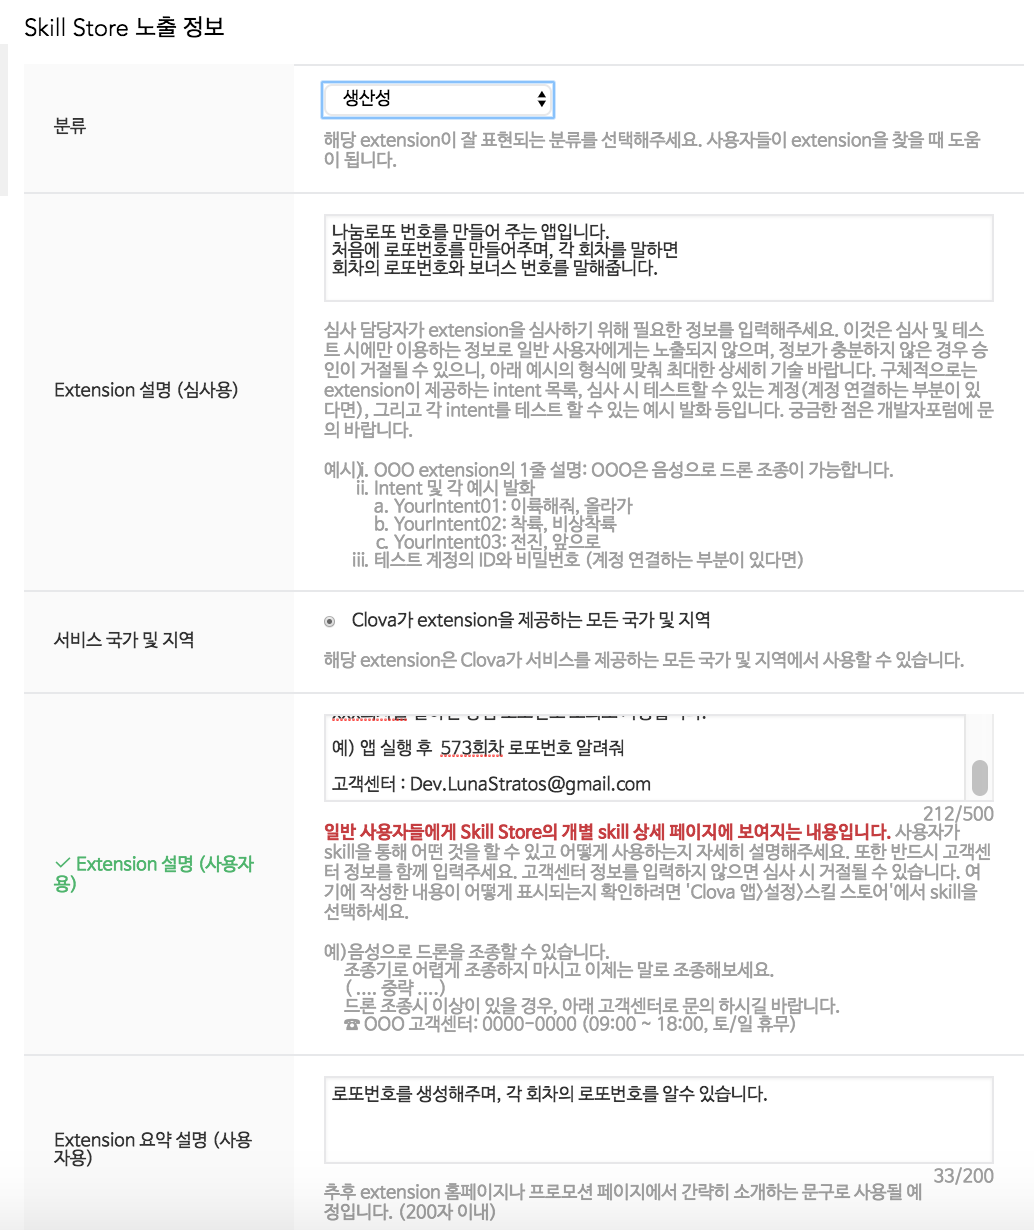 Skill Store 노출 정보
분류
생산성
해당 extension이 잘 표현되는 분류를 선택해주세요. 사용자들이 extension을 찾을 때 도움
이 됩니다.
Extension 설명 (심사용)
나눔로또 번호를 만들어 주는 앱입니다.
처음에 로또번호를 만들어주며, 각 회차를 말하면
회차의 로또번호와 보너스 번호를 말해줍니다.
심사 담당자가 extension을 심사하기 위해 필요한 정보를 입력해주세요. 이것은 심사 및 테스
트 시에만 이용하는 정보로 일반 사용자에게는 노출되지 않으며, 정보가 충분하지 않은 경우 승
인이 거절될 수 있으니, 아래 예시의 형식에 맞춰 최대한 상세히 기술 바랍니다. 구체적으로는
extension이 제공하는 intent 목록, 심사 시 테스트할 수 있는 계정(계정 연결하는 부분이 있
다면), 그리고 각 intent를 테스트 할 수 있는 예시 발화 등입니다. 궁금한 점은 개발자포럼에 문
의 바랍니다.
예시)i. OOO extension의 1줄 설명: OOO은 음성으로 드론 조종이 가능합니다.
ii. Intent 및 각 예시 발화
a. YourIntent01: 이륙해줘, 올라가
b. YourIntent02: 착륙, 비상착륙
c. YourIntent03: 전진, 앞으로
iii. 테스트 계정의 ID와 비밀번호 (계정 연결하는 부분이 있다면)
서비스 국가 및 지역
Clova가 extension을 제공하는 모든 국가 및 지역
해당 extension은 Clova가 서비스를 제공하는 모든 국가 및 지역에서 사용할 수 있습니다.
✓ Extension 설명 (사용자
용)
예) 앱 실행 후 573회차 로또번호 알려줘
고객센터 : Dev.LunaStratos@gmail.com
212/500
일반 사용자들에게 Skill Store의 개별 skill 상세 페이지에 보여지는 내용입니다. 사용자가
skill을 통해 어떤 것을 할 수 있고 어떻게 사용하는지 자세히 설명해주세요. 또한 반드시 고객센
터 정보를 함께 입력주세요. 고객센터 정보를 입력하지 않으면 심사 시 거절될 수 있습니다. 여
기에 작성한 내용이 어떻게 표시되는지 확인하려면 'Clova 앱>설정>스킬 스토어'에서 skill을
선택하세요.
예)음성으로 드론을 조종할 수 있습니다.
조종기로 어렵게 조종하지 마시고 이제는 말로 조종해보세요.
( .... 중략 ....)
드론 조종시 이상이 있을 경우, 아래 고객센터로 문의 하시길 바랍니다.
☎ OOO 고객센터: 0000-0000 (09:00 ~ 18:00, 토/일 휴무)
Extension 요약 설명 (사용
자용)
로또번호를 생성해주며, 각 회차의 로또번호를 알수 있습니다.
33/200
추후 extension 홈페이지나 프로모션 페이지에서 간략히 소개하는 문구로 사용될 예
정입니다. (200자 이내)